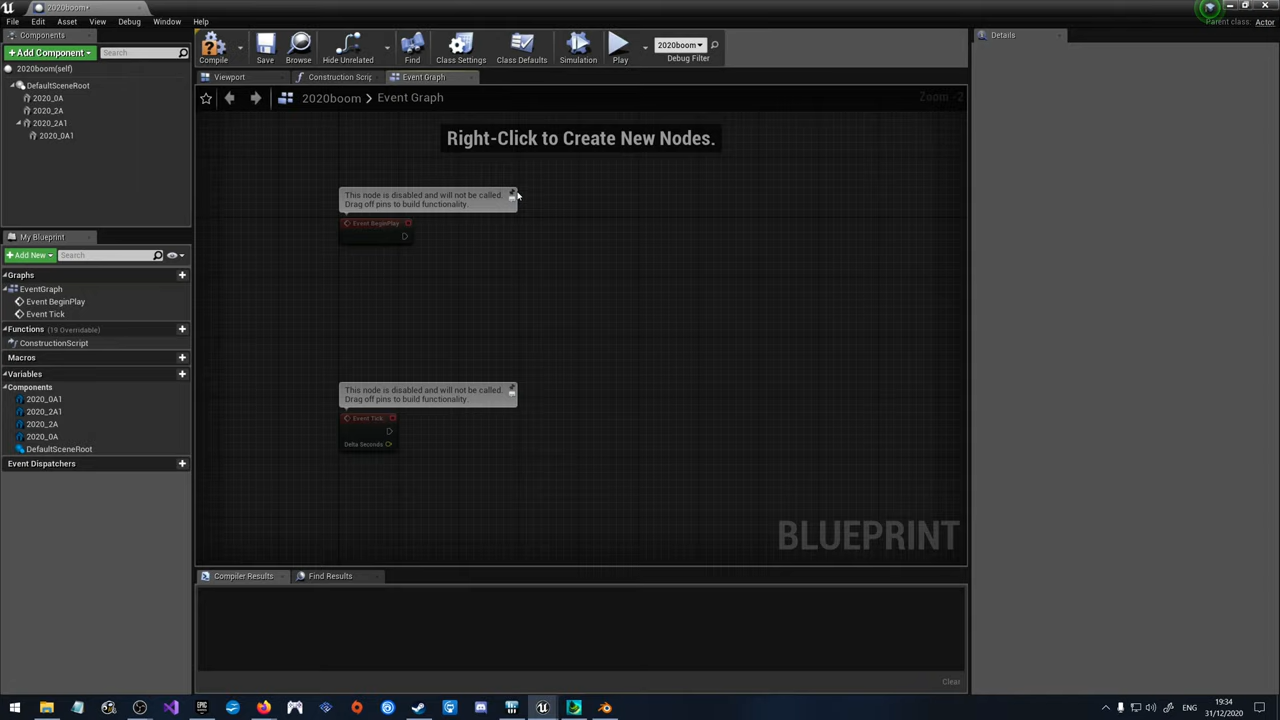 2020boom+
File Edit Asset View Debug Window Help
Parent class: Actor
Components
+Add Component
Search
2020boom(self)
DefaultSceneRoot
2020_0A
2020_2A
2020_2A1
2020_0A1
Compile
Save
Browse
Hide Unrelated
Find
Class Settings
Class Defaults
Simulation
Play
2020boom
Debug Filter
Details
Viewport
Construction Scrip
Event Graph
2020boom > Event Graph
Zoom -2
Right-Click to Create New Nodes.
This node is disabled and will not be called.
Drag off pins to build functionality.
Event BeginPlay
This node is disabled and will not be called.
Drag off pins to build functionality.
Event Tick
Delta Seconds
BLUEPRINT
My Blueprint
+Add New
Search
Graphs
EventGraph
Event BeginPlay
Event Tick
Functions (19 Overridable)
ConstructionScript
Macros
Variables
Components
2020_0A1
2020_2A1
2020_2A
2020_0A
DefaultSceneRoot
Event Dispatchers
Compiler Results
Find Results
Clear
ENG
19:34
31/12/2020